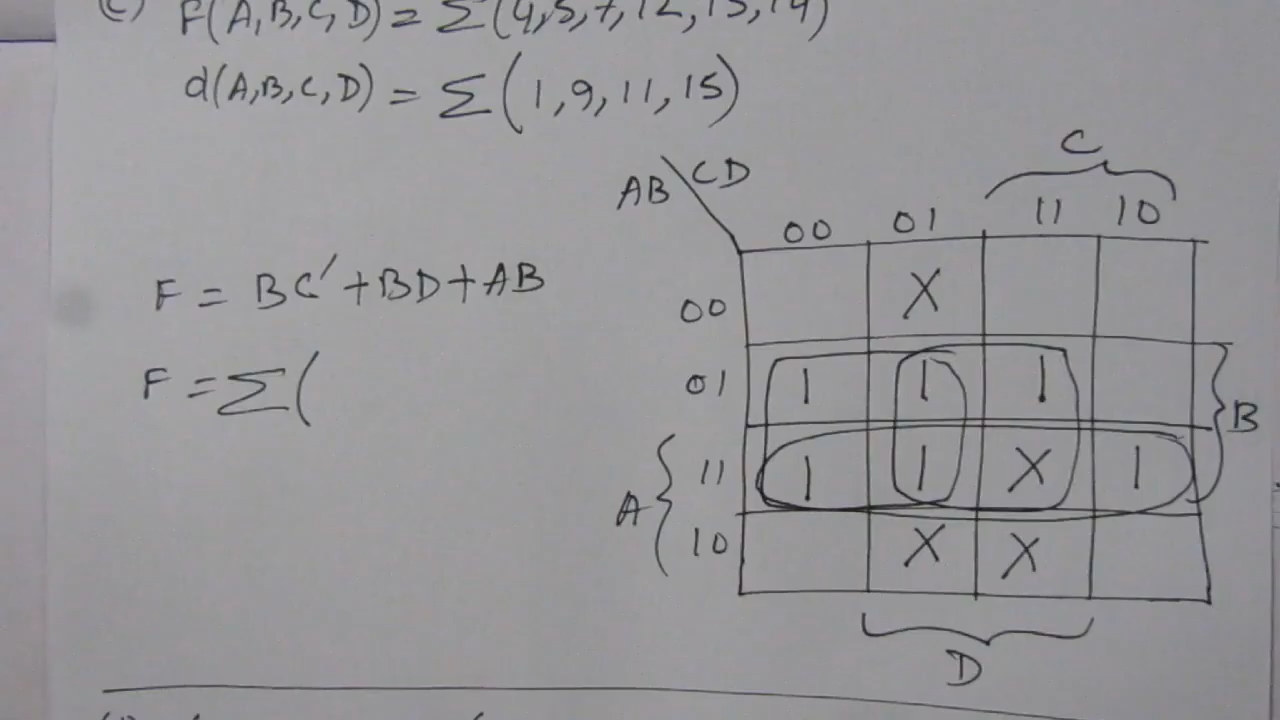 c) F(A,B,C,D) = Σ(4,5,7,12,13,14)
d(A,B,C,D) = Σ(1,9,11,15)
C
AB CD
00 01 11 10
F = BC' + BD + AB
00 X
F = Σ(
01 1 1 1
B
A
11 1 1 X 1
10 X X
D